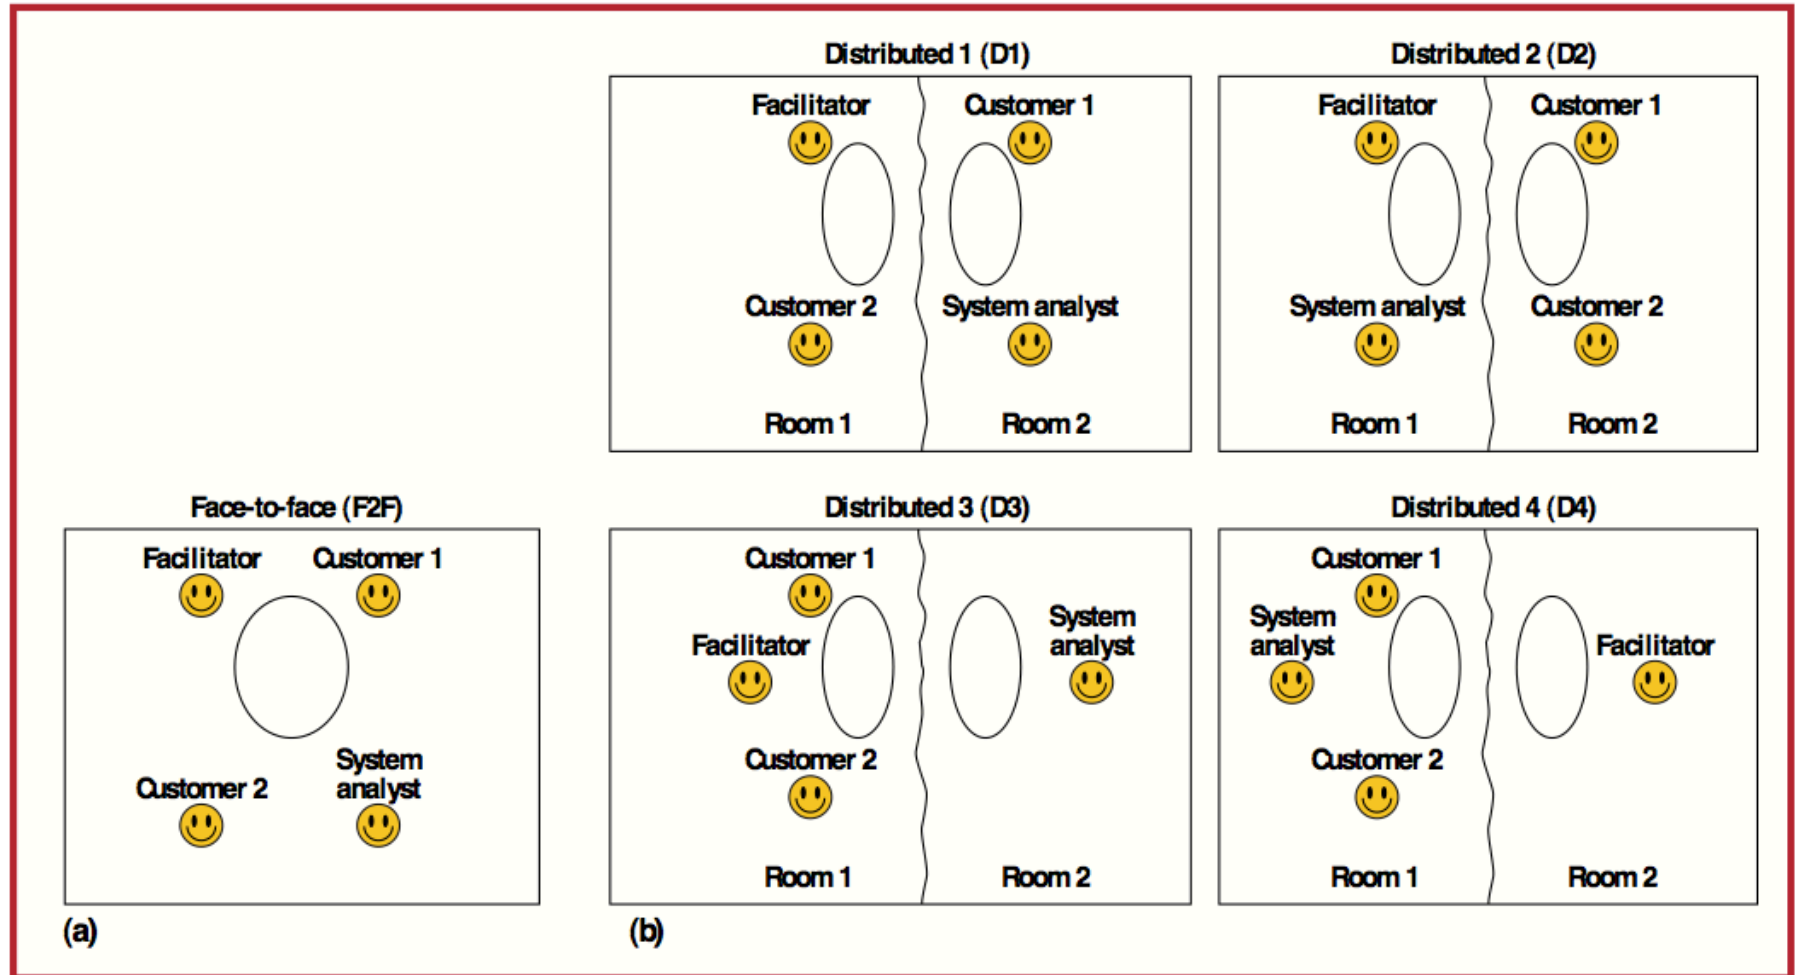 Distributed 1 (D1)
Facilitator
Customer 1
Customer 2
System analyst
Room 1
Room 2
Distributed 2 (D2)
Facilitator
Customer 1
System analyst
Customer 2
Room 1
Room 2
Face-to-face (F2F)
Facilitator
Customer 1
Customer 2
System
analyst
(a)
Distributed 3 (D3)
Customer 1
Facilitator
System
analyst
Customer 2
Room 1
Room 2
Distributed 4 (D4)
Customer 1
System
analyst
Facilitator
Customer 2
Room 1
Room 2
(b)